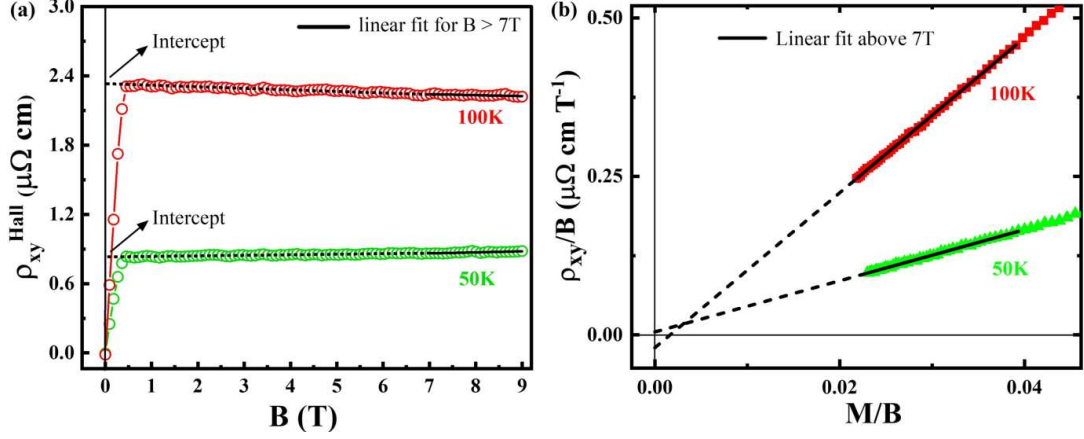 (a)
3.0
2.4
1.8
1.2
0.6
0.0
ρxy^Hall (μΩ cm)
Intercept
linear fit for B > 7T
100K
Intercept
50K
0 1 2 3 4 5 6 7 8 9
B (T)
(b)
0.50
0.25
0.00
ρxy/B (μΩ cm T⁻¹)
Linear fit above 7T
100K
50K
0.00 0.02 0.04
M/B